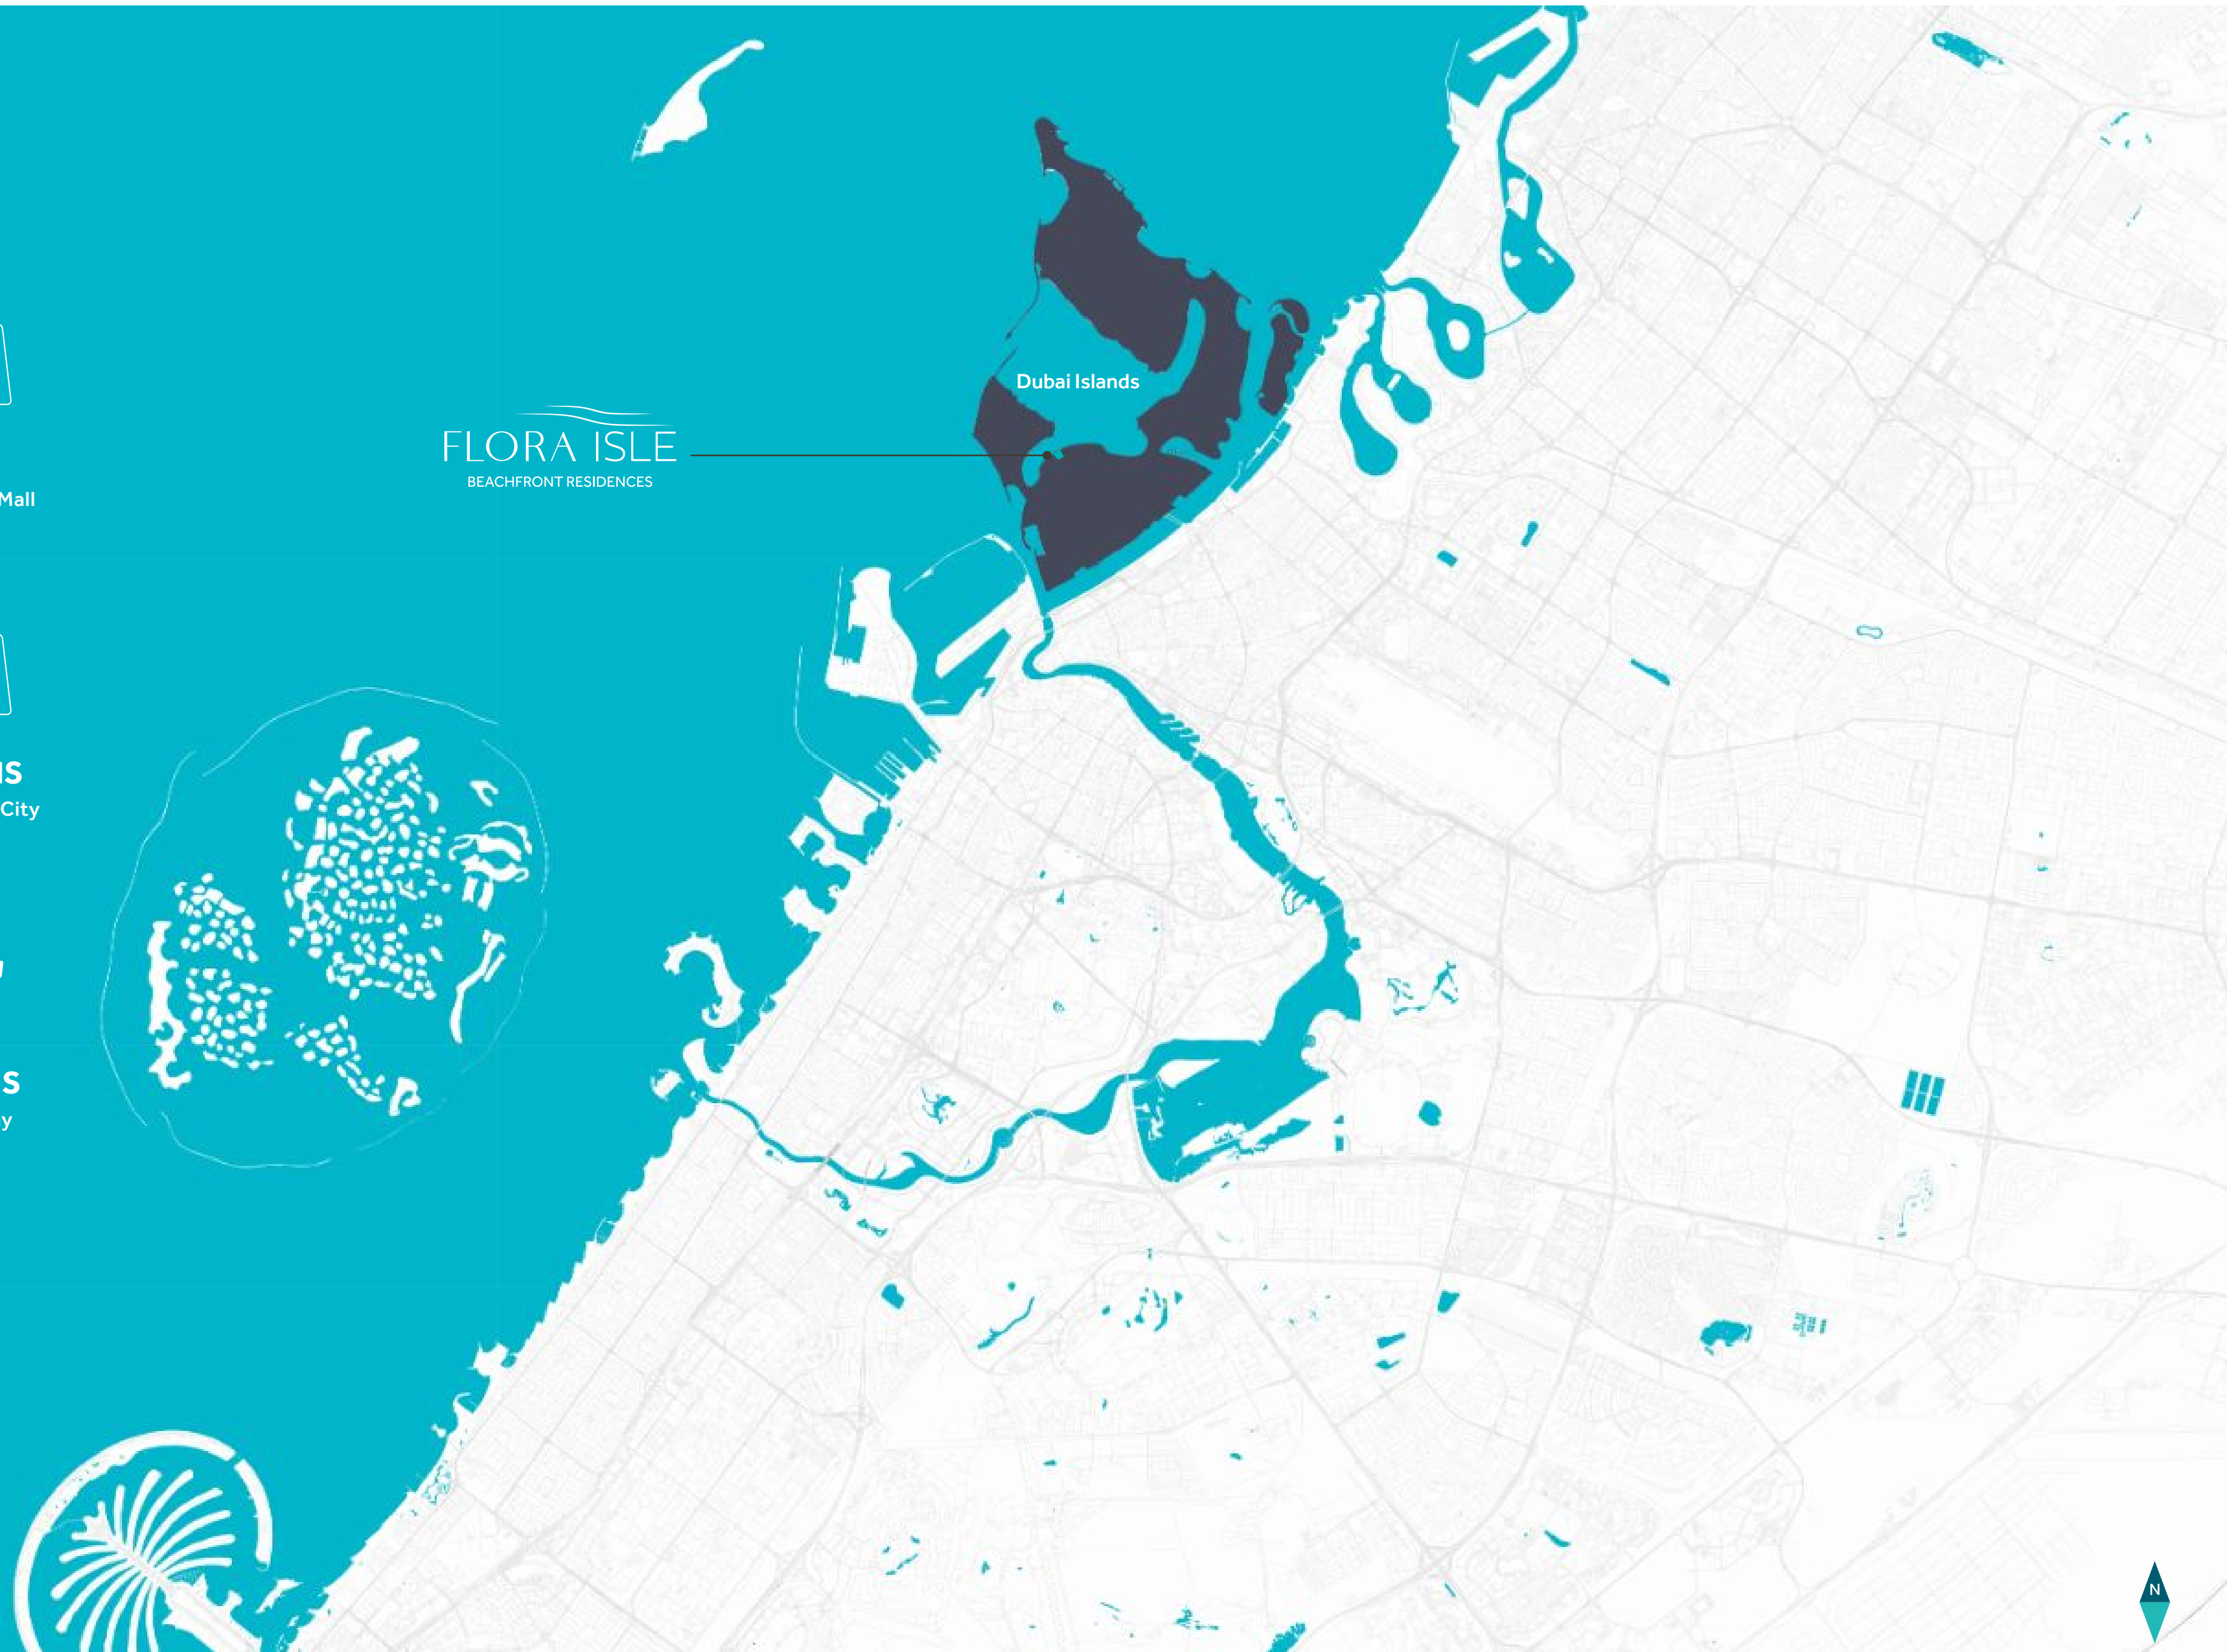 Mall
City
Dubai Islands
FLORA ISLE
BEACHFRONT RESIDENCES
N